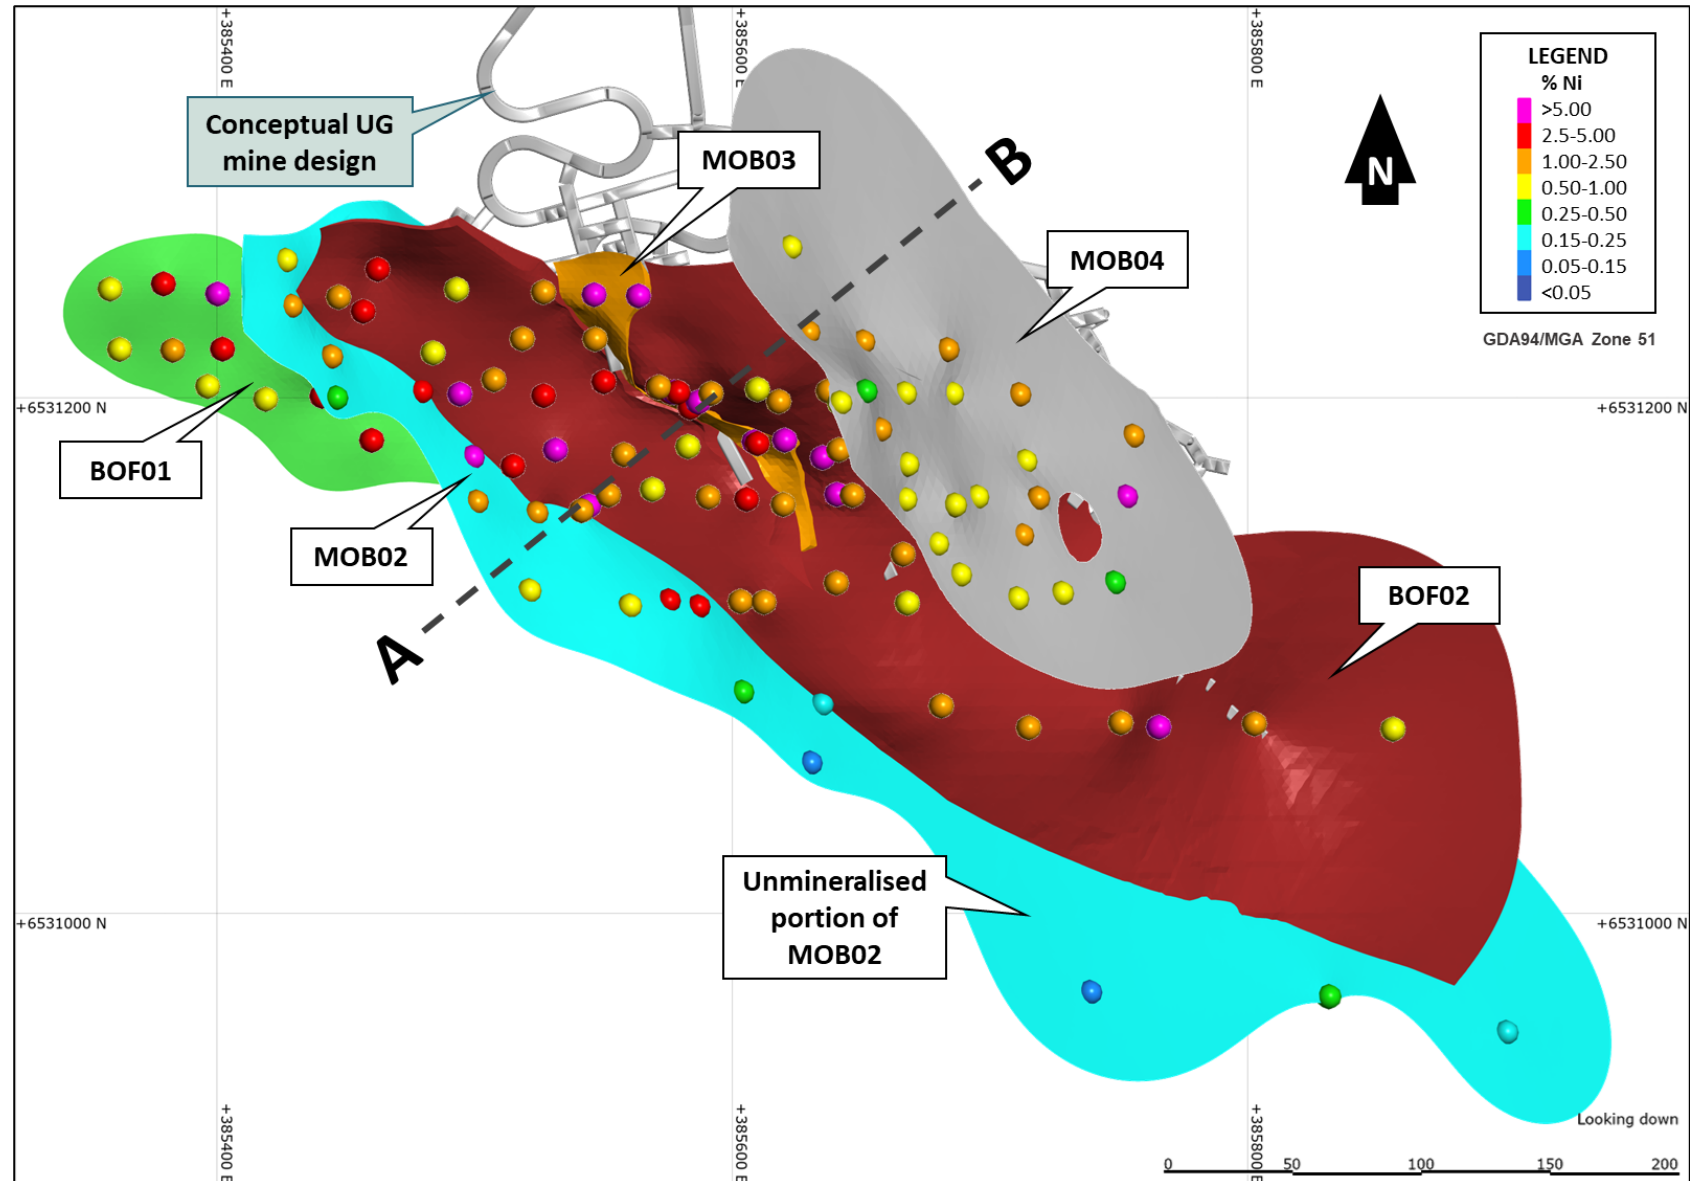 +385400 E
+385600 E
+385800 E
LEGEND
% Ni
>5.00
2.5-5.00
1.00-2.50
0.50-1.00
0.25-0.50
0.15-0.25
0.05-0.15
<0.05
GDA94/MGA Zone 51
N
Conceptual UG
mine design
MOB03
B
MOB04
+6531200 N
+6531200 N
BOF01
MOB02
BOF02
A
Unmineralised
portion of
MOB02
+6531000 N
+6531000 N
Looking down
+385400 E
+385600 E
+385800 E
0 50 100 150 200